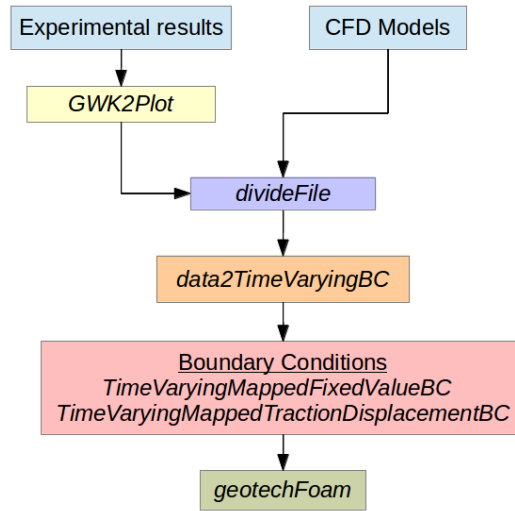 Experimental results
CFD Models
GWK2Plot
divideFile
data2TimeVaryingBC
Boundary Conditions
TimeVaryingMappedFixedValueBC
TimeVaryingMappedTractionDisplacementBC
geotechFoam